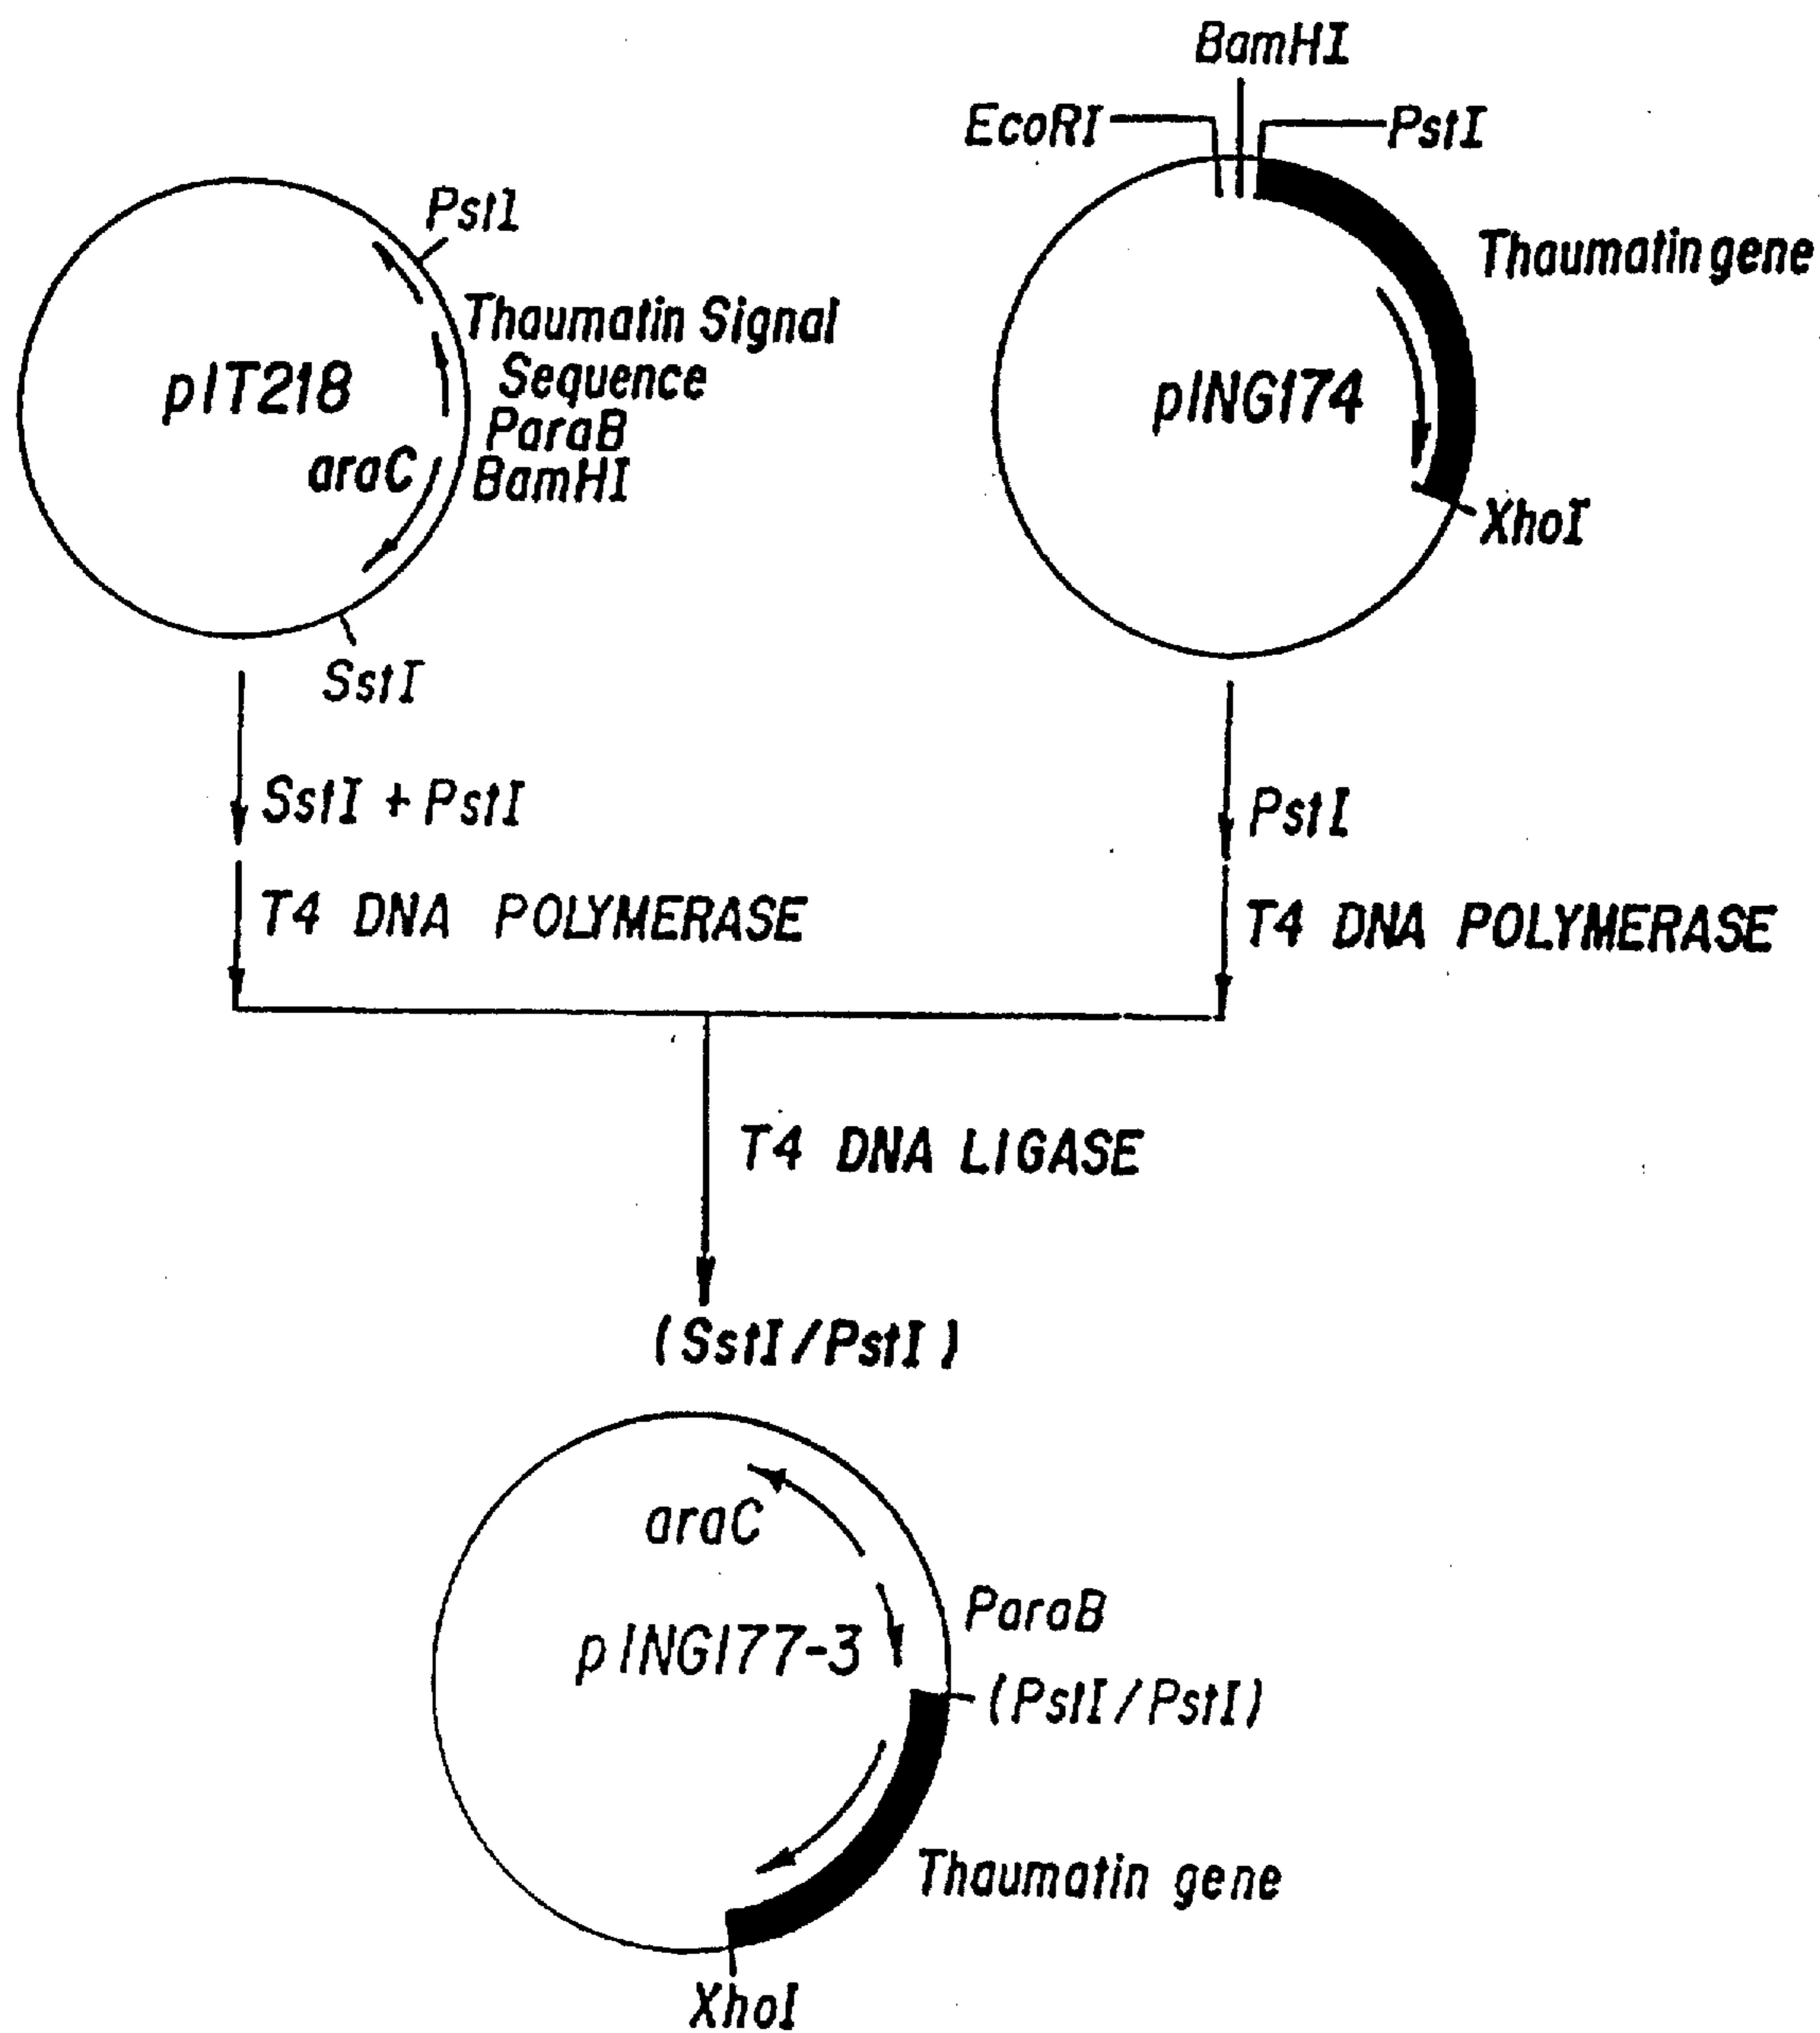 PstI
Thaumatin Signal
Sequence
ParaB
BamHI
pIT218
araC
SstI
BamHI
EcoRI
PstI
Thaumatin gene
pING174
XhoI
SstI + PstI
PstI
T4 DNA POLYMERASE
T4 DNA POLYMERASE
T4 DNA LIGASE
(SstI/PstI)
araC
ParaB
pING177-3
(PstI/PstI)
Thaumatin gene
XhoI